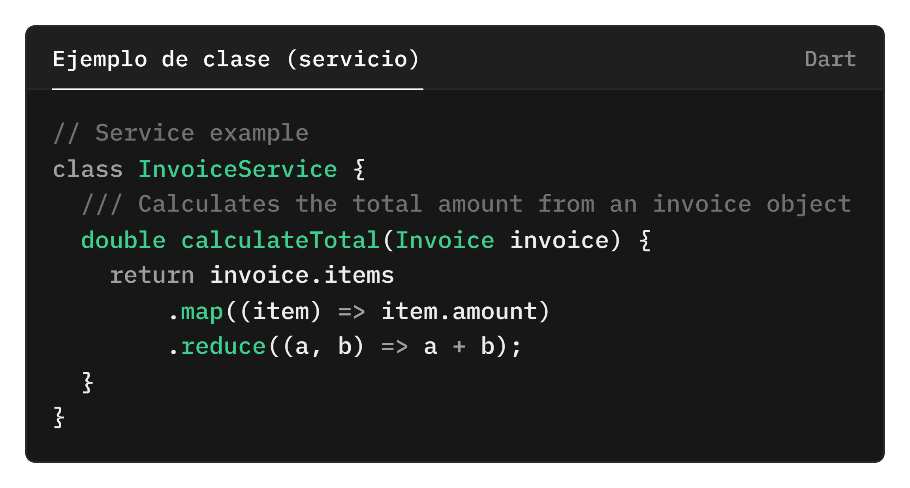 Ejemplo de clase (servicio)
Dart
// Service example
class InvoiceService {
  /// Calculates the total amount from an invoice object
  double calculateTotal(Invoice invoice) {
    return invoice.items
        .map((item) => item.amount)
        .reduce((a, b) => a + b);
  }
}